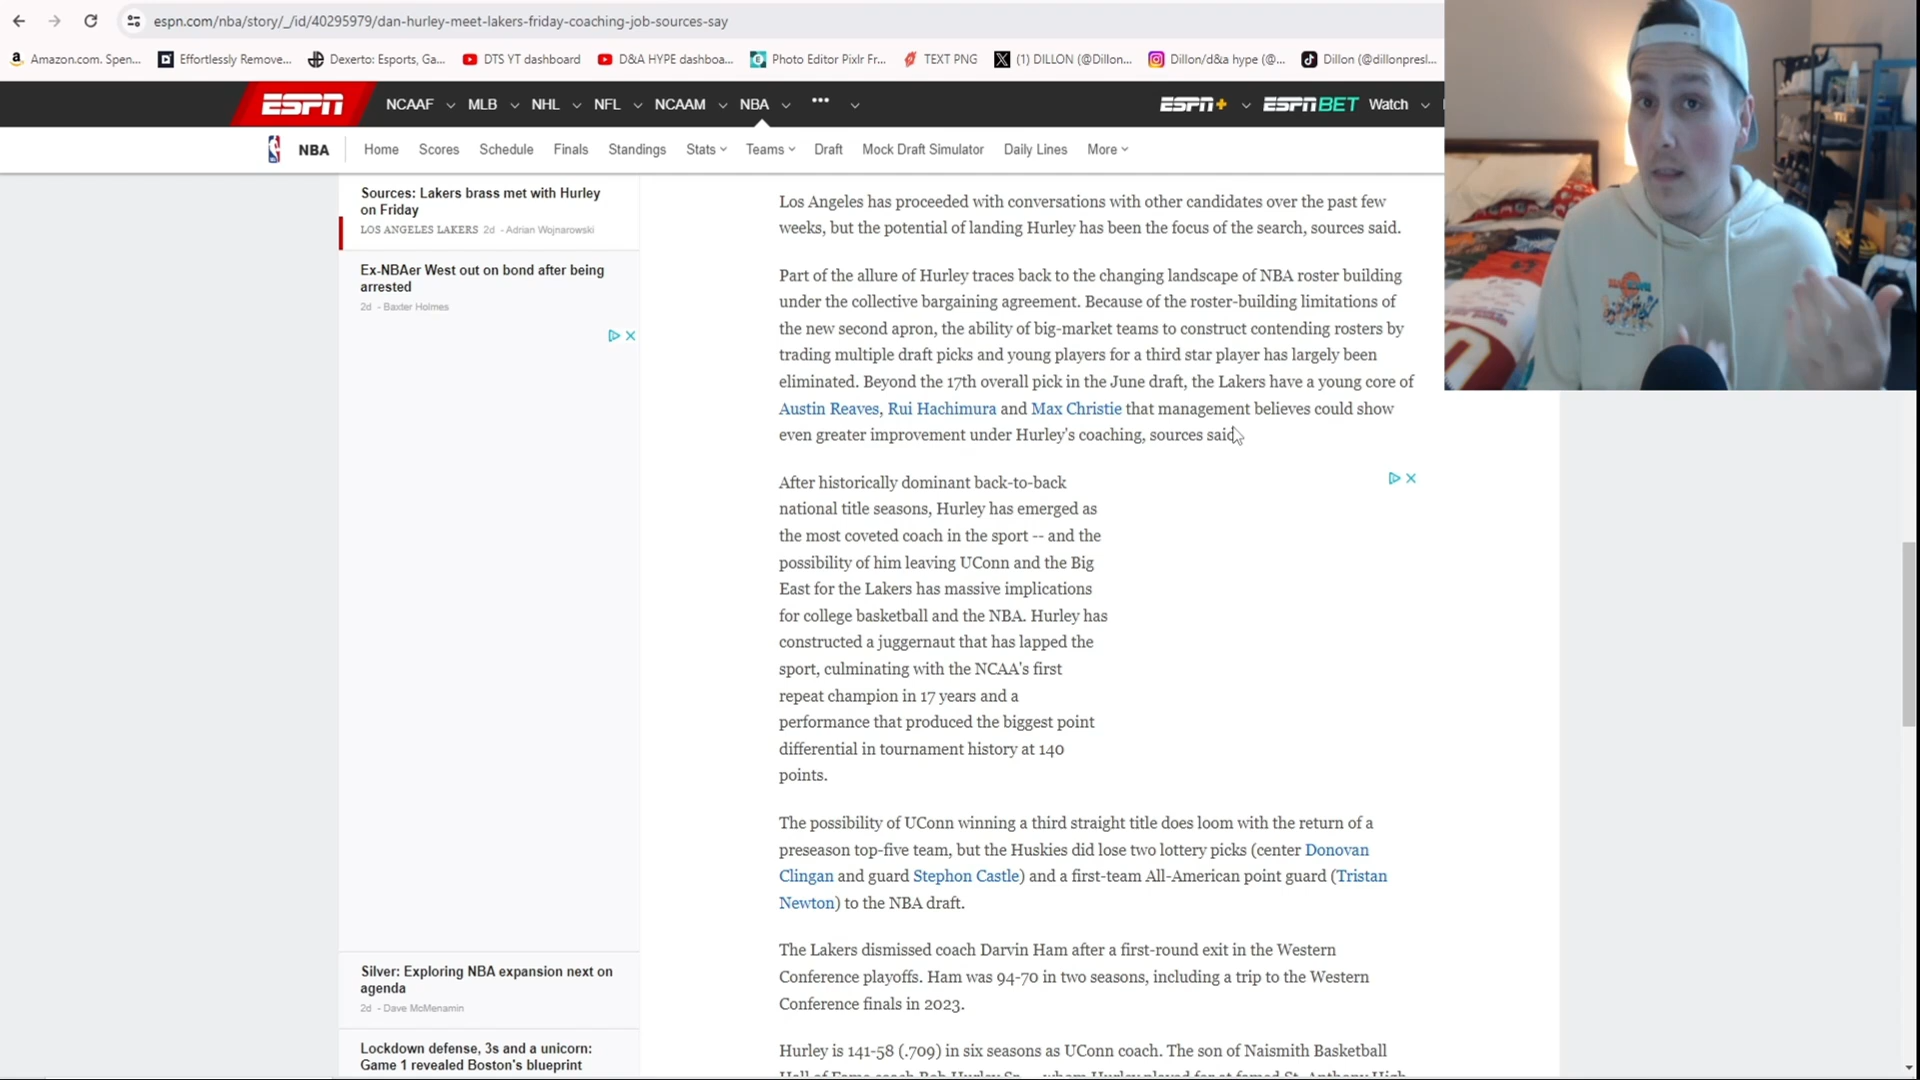 espn.com/nba/story/_/id/40295979/dan-hurley-meet-lakers-friday-coaching-job-sources-say
Amazon.com. Spen... Effortlessly Remove... Dexerto: Esports, Ga... DTS YT dashboard D&A HYPE dashboa... Photo Editor Pixlr Fr... TEXT PNG (1) DILLON (@Dillon... Dillon/d&a hype (@... Dillon (@dillonpresl...
ESPN NCAAF MLB NHL NFL NCAAM NBA ••• ESPN+ ESPN BET Watch
NBA Home Scores Schedule Finals Standings Stats Teams Draft Mock Draft Simulator Daily Lines More
Sources: Lakers brass met with Hurley
on Friday
LOS ANGELES LAKERS 2d - Adrian Wojnarowski
Ex-NBAer West out on bond after being
arrested
2d - Baxter Holmes
Silver: Exploring NBA expansion next on
agenda
2d - Dave McMenamin
Lockdown defense, 3s and a unicorn:
Game 1 revealed Boston's blueprint
Los Angeles has proceeded with conversations with other candidates over the past few
weeks, but the potential of landing Hurley has been the focus of the search, sources said.
Part of the allure of Hurley traces back to the changing landscape of NBA roster building
under the collective bargaining agreement. Because of the roster-building limitations of
the new second apron, the ability of big-market teams to construct contending rosters by
trading multiple draft picks and young players for a third star player has largely been
eliminated. Beyond the 17th overall pick in the June draft, the Lakers have a young core of
Austin Reaves, Rui Hachimura and Max Christie that management believes could show
even greater improvement under Hurley's coaching, sources said.
After historically dominant back-to-back
national title seasons, Hurley has emerged as
the most coveted coach in the sport -- and the
possibility of him leaving UConn and the Big
East for the Lakers has massive implications
for college basketball and the NBA. Hurley has
constructed a juggernaut that has lapped the
sport, culminating with the NCAA's first
repeat champion in 17 years and a
performance that produced the biggest point
differential in tournament history at 140
points.
The possibility of UConn winning a third straight title does loom with the return of a
preseason top-five team, but the Huskies did lose two lottery picks (center Donovan
Clingan and guard Stephon Castle) and a first-team All-American point guard (Tristan
Newton) to the NBA draft.
The Lakers dismissed coach Darvin Ham after a first-round exit in the Western
Conference playoffs. Ham was 94-70 in two seasons, including a trip to the Western
Conference finals in 2023.
Hurley is 141-58 (.709) in six seasons as UConn coach. The son of Naismith Basketball
Hall of Fame coach Bob Hurley Sr. -- whom Hurley played for at famed St. Anthony High